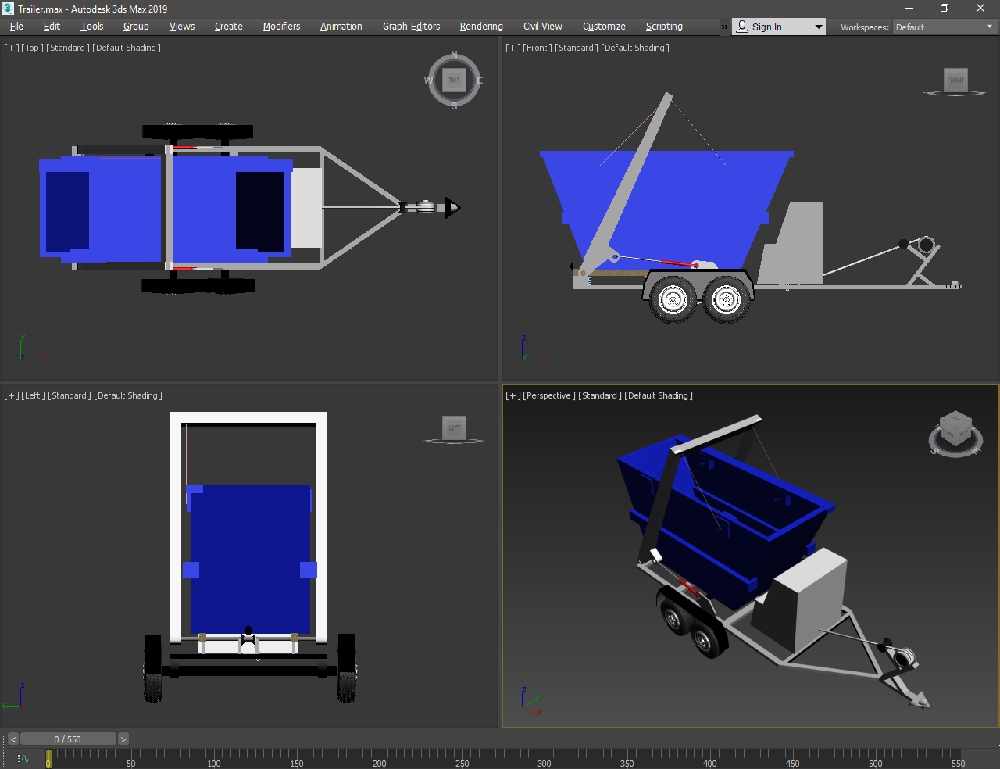 Trailer.max - Autodesk 3ds Max 2019
File Edit Tools Group Views Create Modifiers Animation Graph Editors Rendering Civil View Customize Scripting » Sign In Workspaces: Default
[+] [Top] [Standard] [Default Shading]
N
W TOP E
S
[+] [Front] [Standard] [Default Shading]
FRONT
y
z
[+] [Left] [Standard] [Default Shading]
LEFT
z
[+] [Perspective] [Standard] [Default Shading]
z
< 0 / 550 >
0 50 100 150 200 250 300 350 400 450 500 550